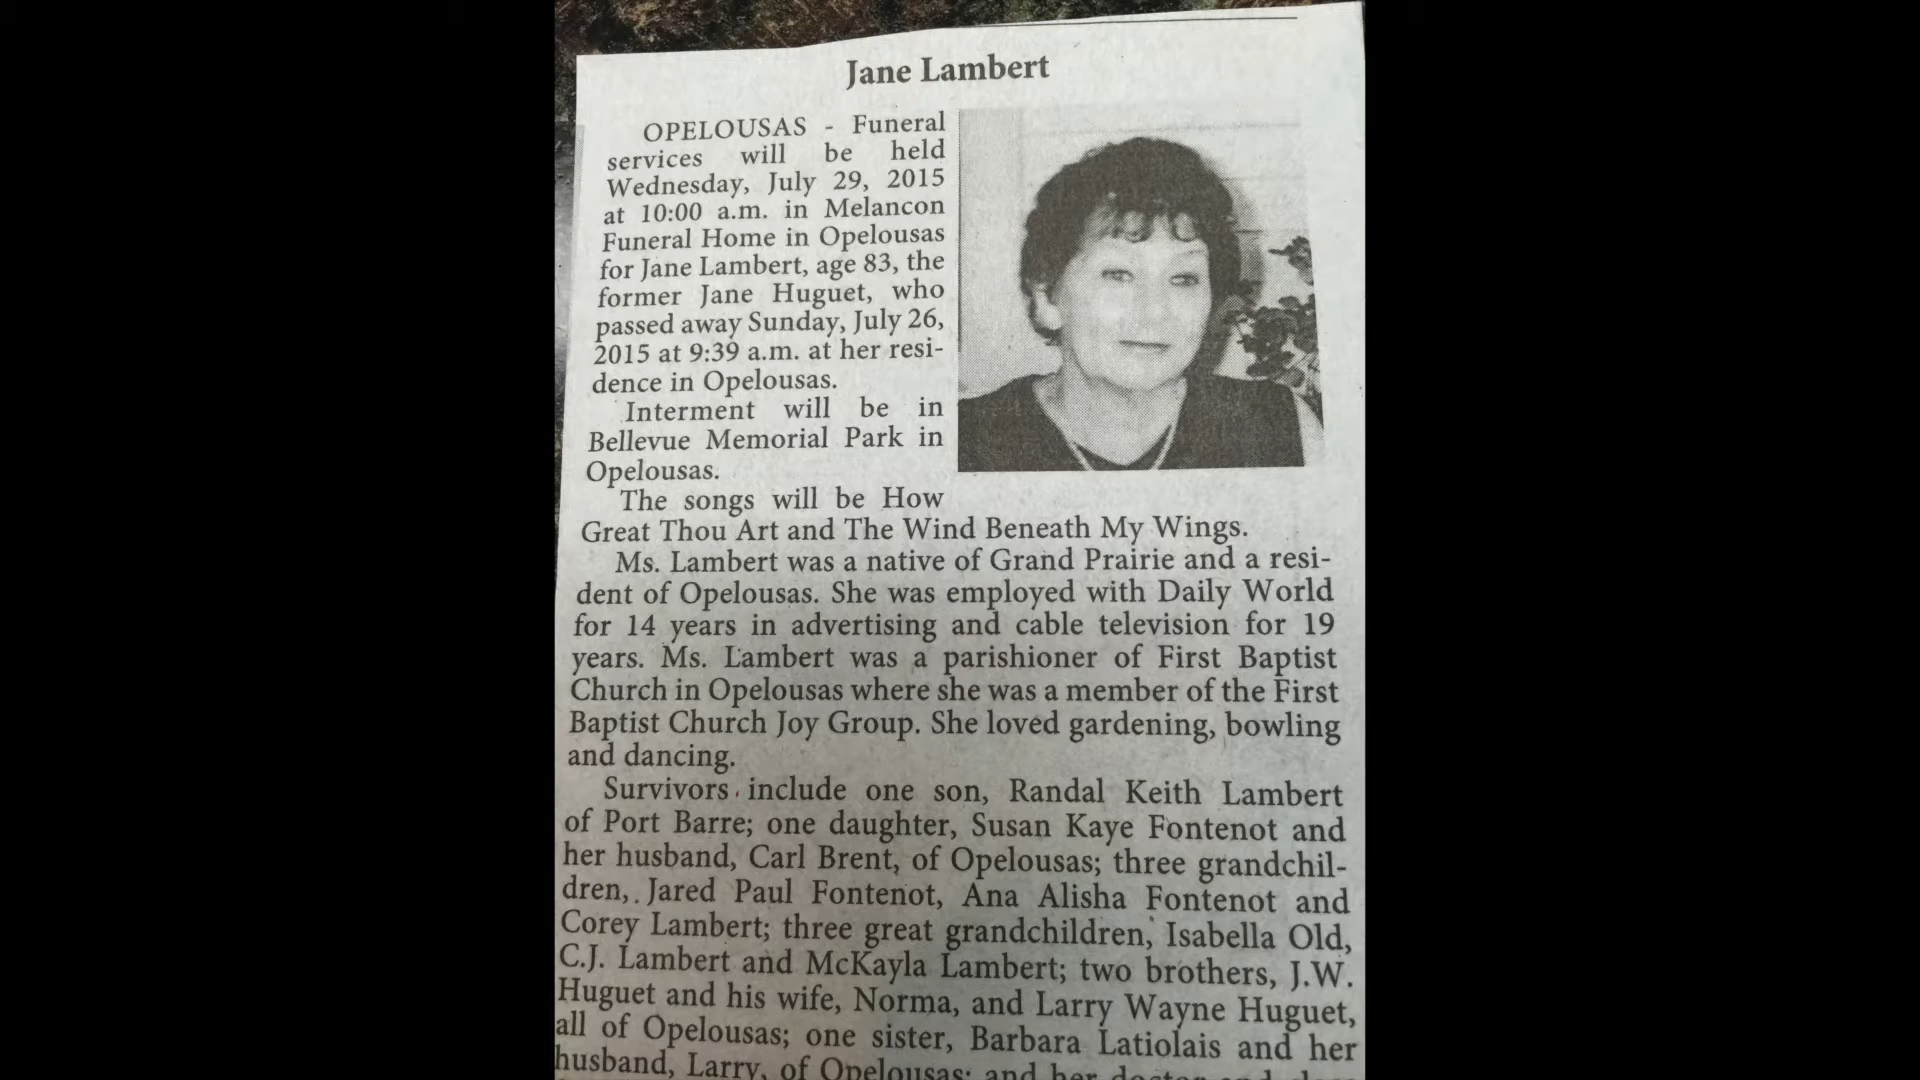 Jane Lambert
OPELOUSAS - Funeral
services will be held
Wednesday, July 29, 2015
at 10:00 a.m. in Melancon
Funeral Home in Opelousas
for Jane Lambert, age 83, the
former Jane Huguet, who
passed away Sunday, July 26,
2015 at 9:39 a.m. at her resi-
dence in Opelousas.
Interment will be in
Bellevue Memorial Park in
Opelousas.
The songs will be How
Great Thou Art and The Wind Beneath My Wings.
Ms. Lambert was a native of Grand Prairie and a resi-
dent of Opelousas. She was employed with Daily World
for 14 years in advertising and cable television for 19
years. Ms. Lambert was a parishioner of First Baptist
Church in Opelousas where she was a member of the First
Baptist Church Joy Group. She loved gardening, bowling
and dancing.
Survivors include one son, Randal Keith Lambert
of Port Barre; one daughter, Susan Kaye Fontenot and
her husband, Carl Brent, of Opelousas; three grandchil-
dren, Jared Paul Fontenot, Ana Alisha Fontenot and
Corey Lambert; three great grandchildren, Isabella Old,
C.J. Lambert and McKayla Lambert; two brothers, J.W.
Huguet and his wife, Norma, and Larry Wayne Huguet,
all of Opelousas; one sister, Barbara Latiolais and her
husband, Larry, of Opelousas; and her doctor and